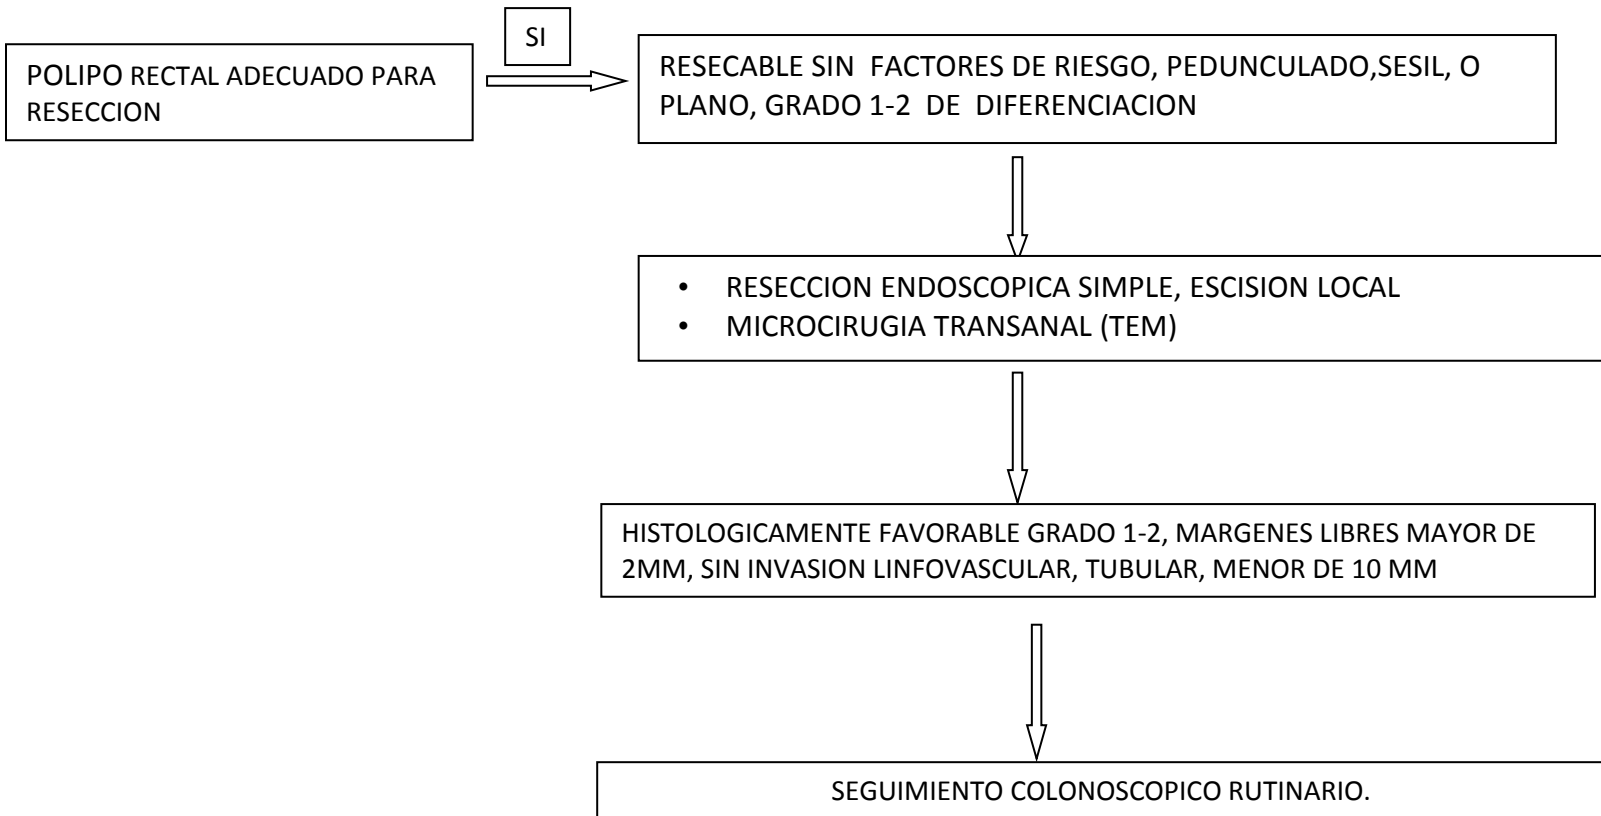 SI
POLIPO RECTAL ADECUADO PARA
RESECCION
RESECABLE SIN FACTORES DE RIESGO, PEDUNCULADO,SESIL, O
PLANO, GRADO 1-2 DE DIFERENCIACION
• RESECCION ENDOSCOPICA SIMPLE, ESCISION LOCAL
• MICROCIRUGIA TRANSANAL (TEM)
HISTOLOGICAMENTE FAVORABLE GRADO 1-2, MARGENES LIBRES MAYOR DE
2MM, SIN INVASION LINFOVASCULAR, TUBULAR, MENOR DE 10 MM
SEGUIMIENTO COLONOSCOPICO RUTINARIO.